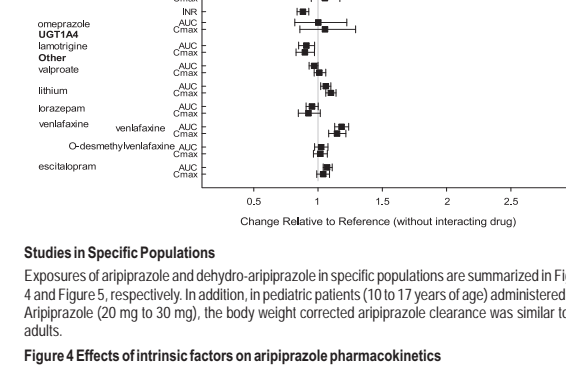 INR
omeprazole AUC
Cmax
UGT1A4
lamotrigine AUC
Cmax
Other
valproate AUC
Cmax
lithium AUC
Cmax
lorazepam AUC
Cmax
venlafaxine
venlafaxine AUC
Cmax
O-desmethylvenlafaxine AUC
Cmax
escitalopram AUC
Cmax
0.5 1 1.5 2 2.5
Change Relative to Reference (without interacting drug)
Studies in Specific Populations
Exposures of aripiprazole and dehydro-aripiprazole in specific populations are summarized in
4 and Figure 5, respectively. In addition, in pediatric patients (10 to 17 years of age) administered
Aripiprazole (20 mg to 30 mg), the body weight corrected aripiprazole clearance was similar
adults.
Figure 4 Effects of intrinsic factors on aripiprazole pharmacokinetics